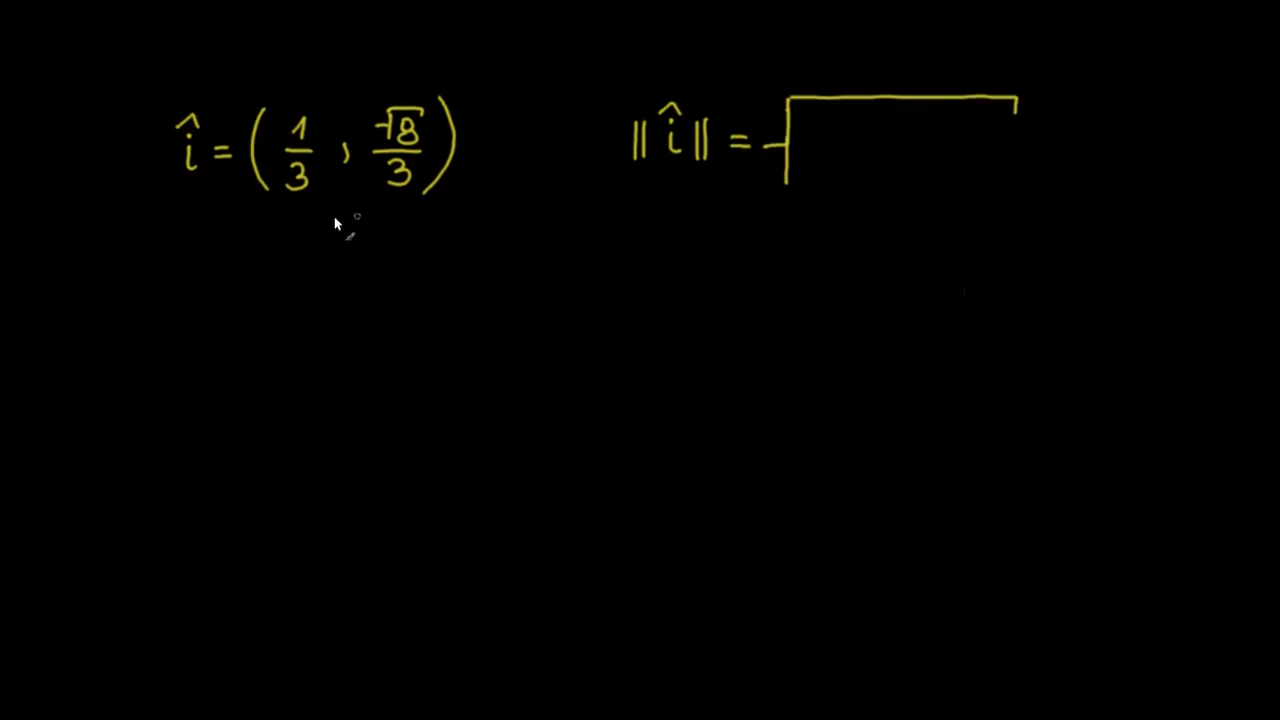 î = ( 1/3 , √8/3 ) ||î|| = √